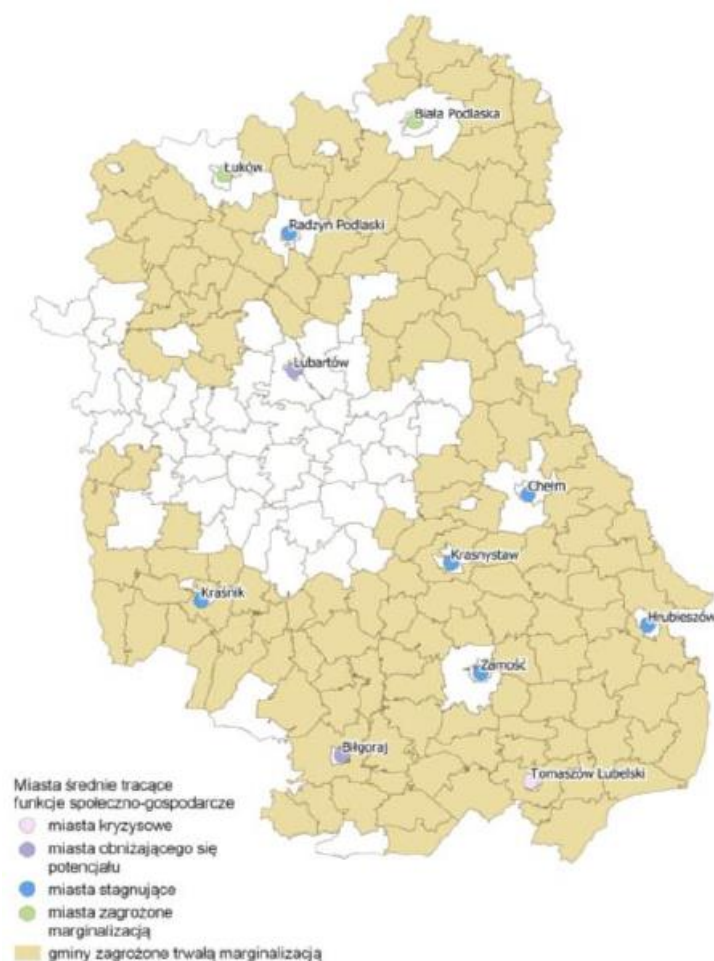 Biała Podlaska
Łuków
Radzyń Podlaski
Lubartów
Chełm
Krasnystaw
Kraśnik
Hrubieszów
Zamość
Biłgoraj
Tomaszów Lubelski
Miasta średnie tracące
funkcje społeczno-gospodarcze
miasta kryzysowe
miasta obniżającego się
potencjału
miasta stagnujące
miasta zagrożone
marginalizacją
gminy zagrożone trwałą marginalizacją